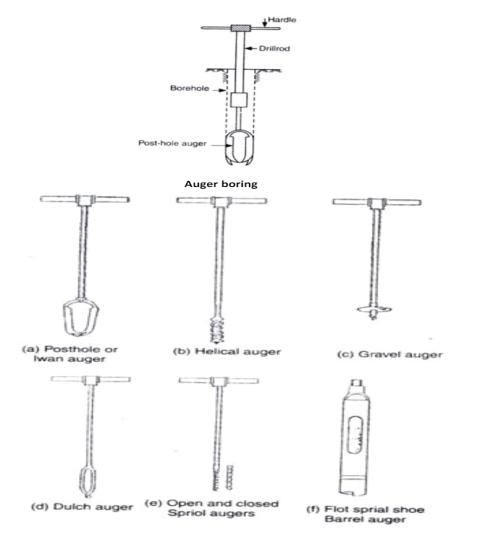 Hardle
Drillrod
Borehole
Post-hole auger
Auger boring
(a) Posthole or
Iwan auger
(b) Helical auger
(c) Gravel auger
(d) Dulch auger
(e) Open and closed
Spriol augers
(f) Flot sprial shoe
Barrel auger